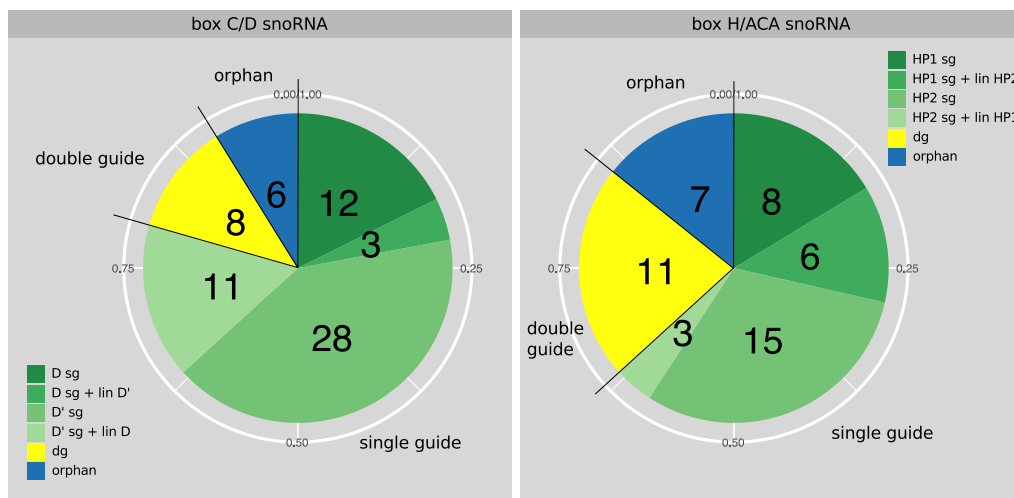 box C/D snoRNA
orphan
0.00/1.00
double guide
6
12
8
3
0.75
0.25
11
28
D sg
D sg + lin D'
D' sg
D' sg + lin D
dg
orphan
single guide
0.50
box H/ACA snoRNA
HP1 sg
HP1 sg + lin HP2
HP2 sg
HP2 sg + lin HP1
dg
orphan
orphan
0.00/1.00
7
8
11
6
0.75
0.25
double
guide
3
15
single guide
0.50